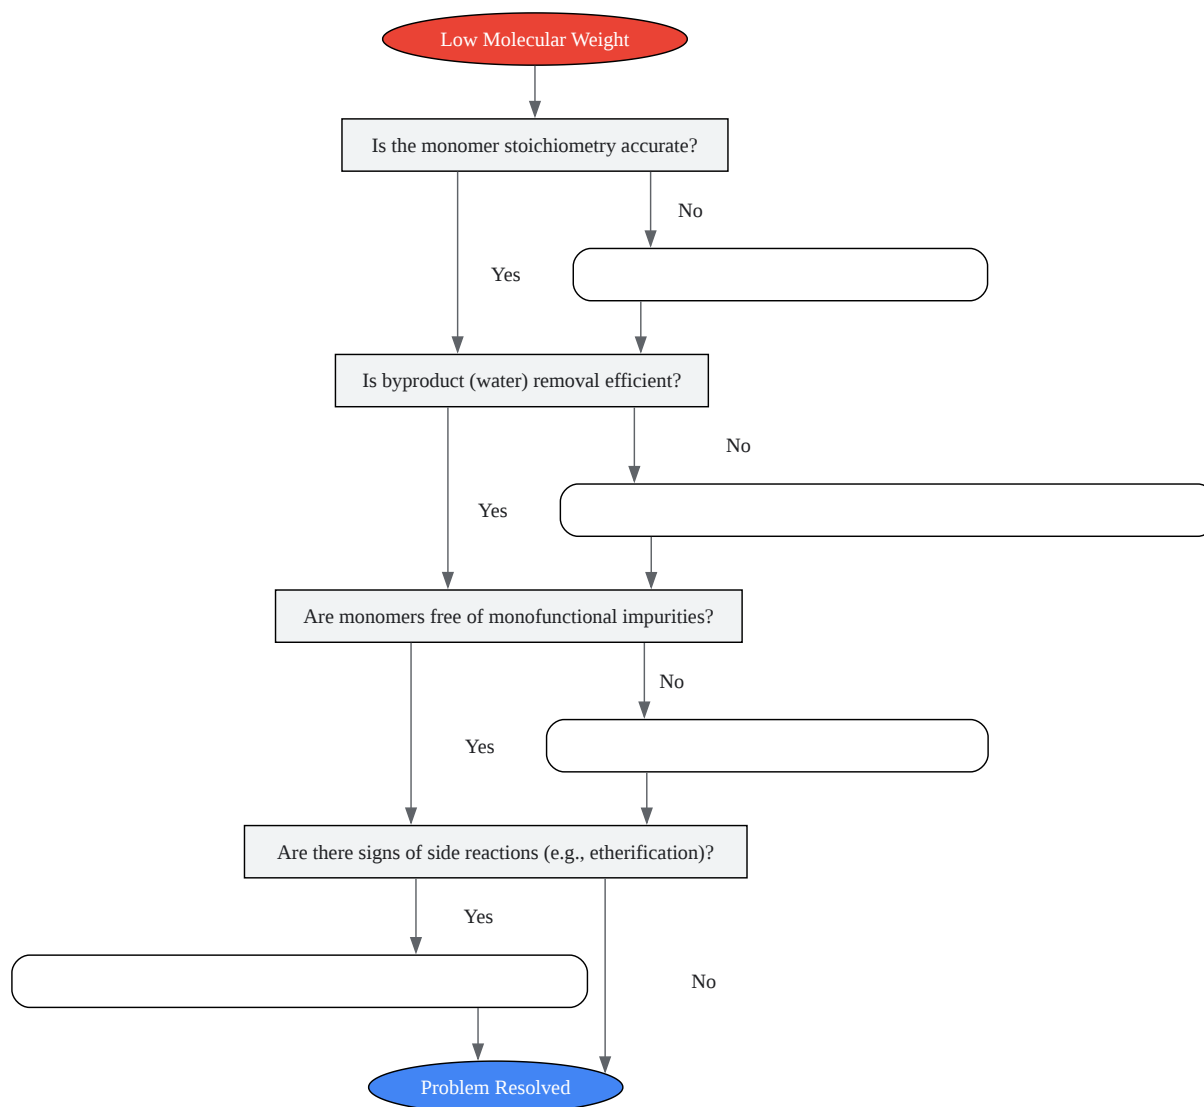 Low Molecular Weight
Is the monomer stoichiometry accurate?
No
Yes
Is byproduct (water) removal efficient?
No
Yes
Are monomers free of monofunctional impurities?
No
Yes
Are there signs of side reactions (e.g., etherification)?
Yes
No
Problem Resolved